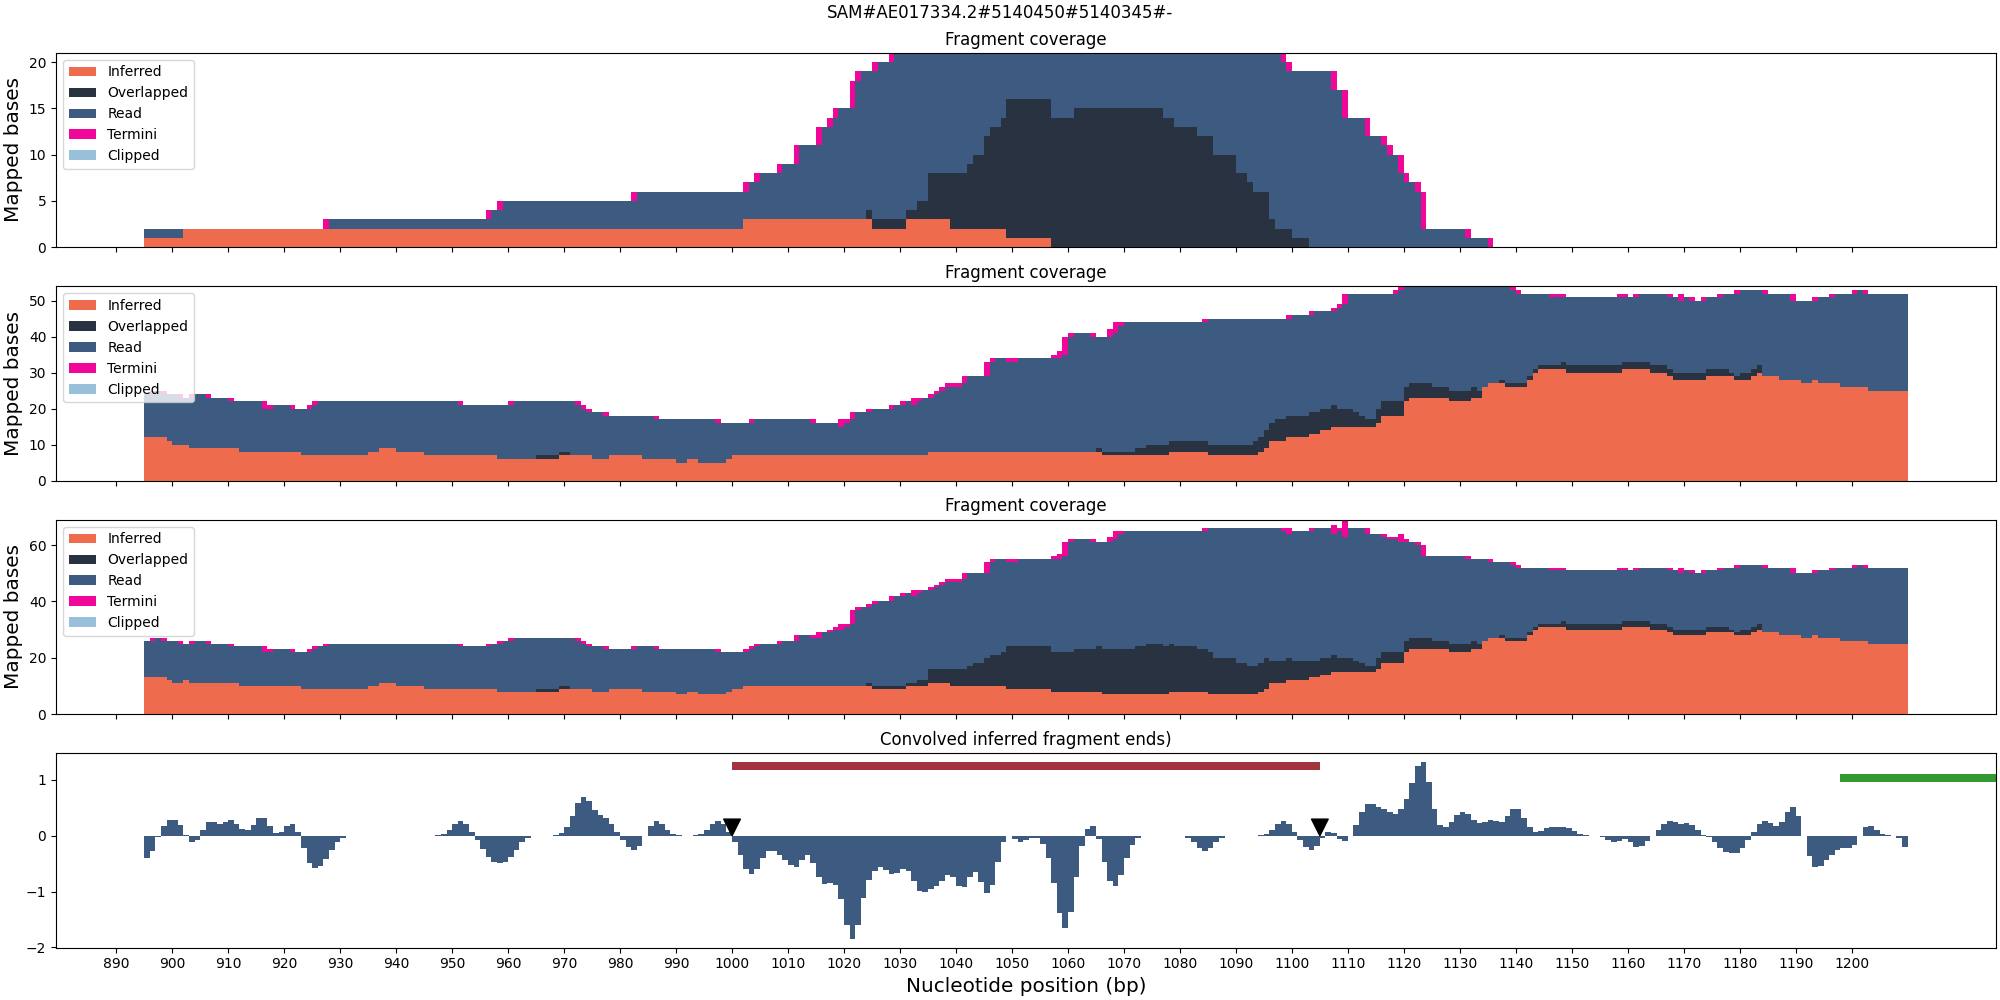 SAM#AE017334.2#5140450#5140345#-
Fragment coverage
Mapped bases
20
15
10
5
0
Inferred
Overlapped
Read
Termini
Clipped
Fragment coverage
Mapped bases
50
40
30
20
10
0
Inferred
Overlapped
Read
Termini
Clipped
Fragment coverage
Mapped bases
60
40
20
0
Inferred
Overlapped
Read
Termini
Clipped
Convolved inferred fragment ends)
1
0
−1
−2
890 900 910 920 930 940 950 960 970 980 990 1000 1010 1020 1030 1040 1050 1060 1070 1080 1090 1100 1110 1120 1130 1140 1150 1160 1170 1180 1190 1200
Nucleotide position (bp)